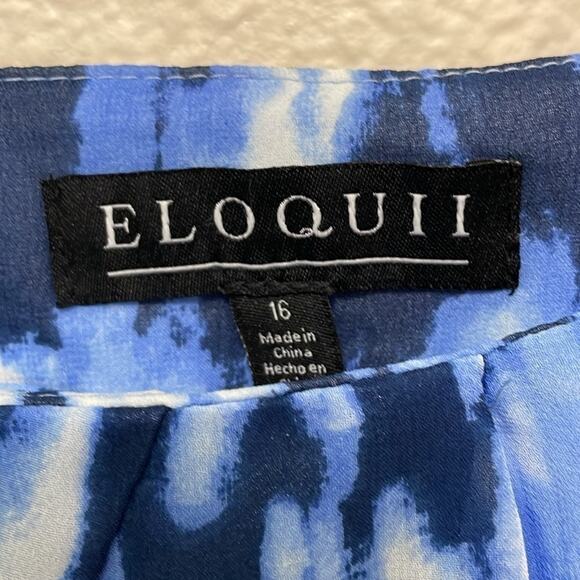 ELOQUII
16
Made in
China
Hecho en